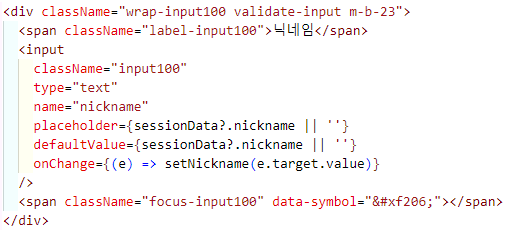 <div className="wrap-input100 validate-input m-b-23">
<span className="label-input100">닉네임</span>
<input
className="input100"
type="text"
name="nickname"
placeholder={sessionData?.nickname || ''}
defaultValue={sessionData?.nickname || ''}
onChange={(e) => setNickname(e.target.value)}
/>
<span className="focus-input100" data-symbol="&#xf206;"></span>
</div>